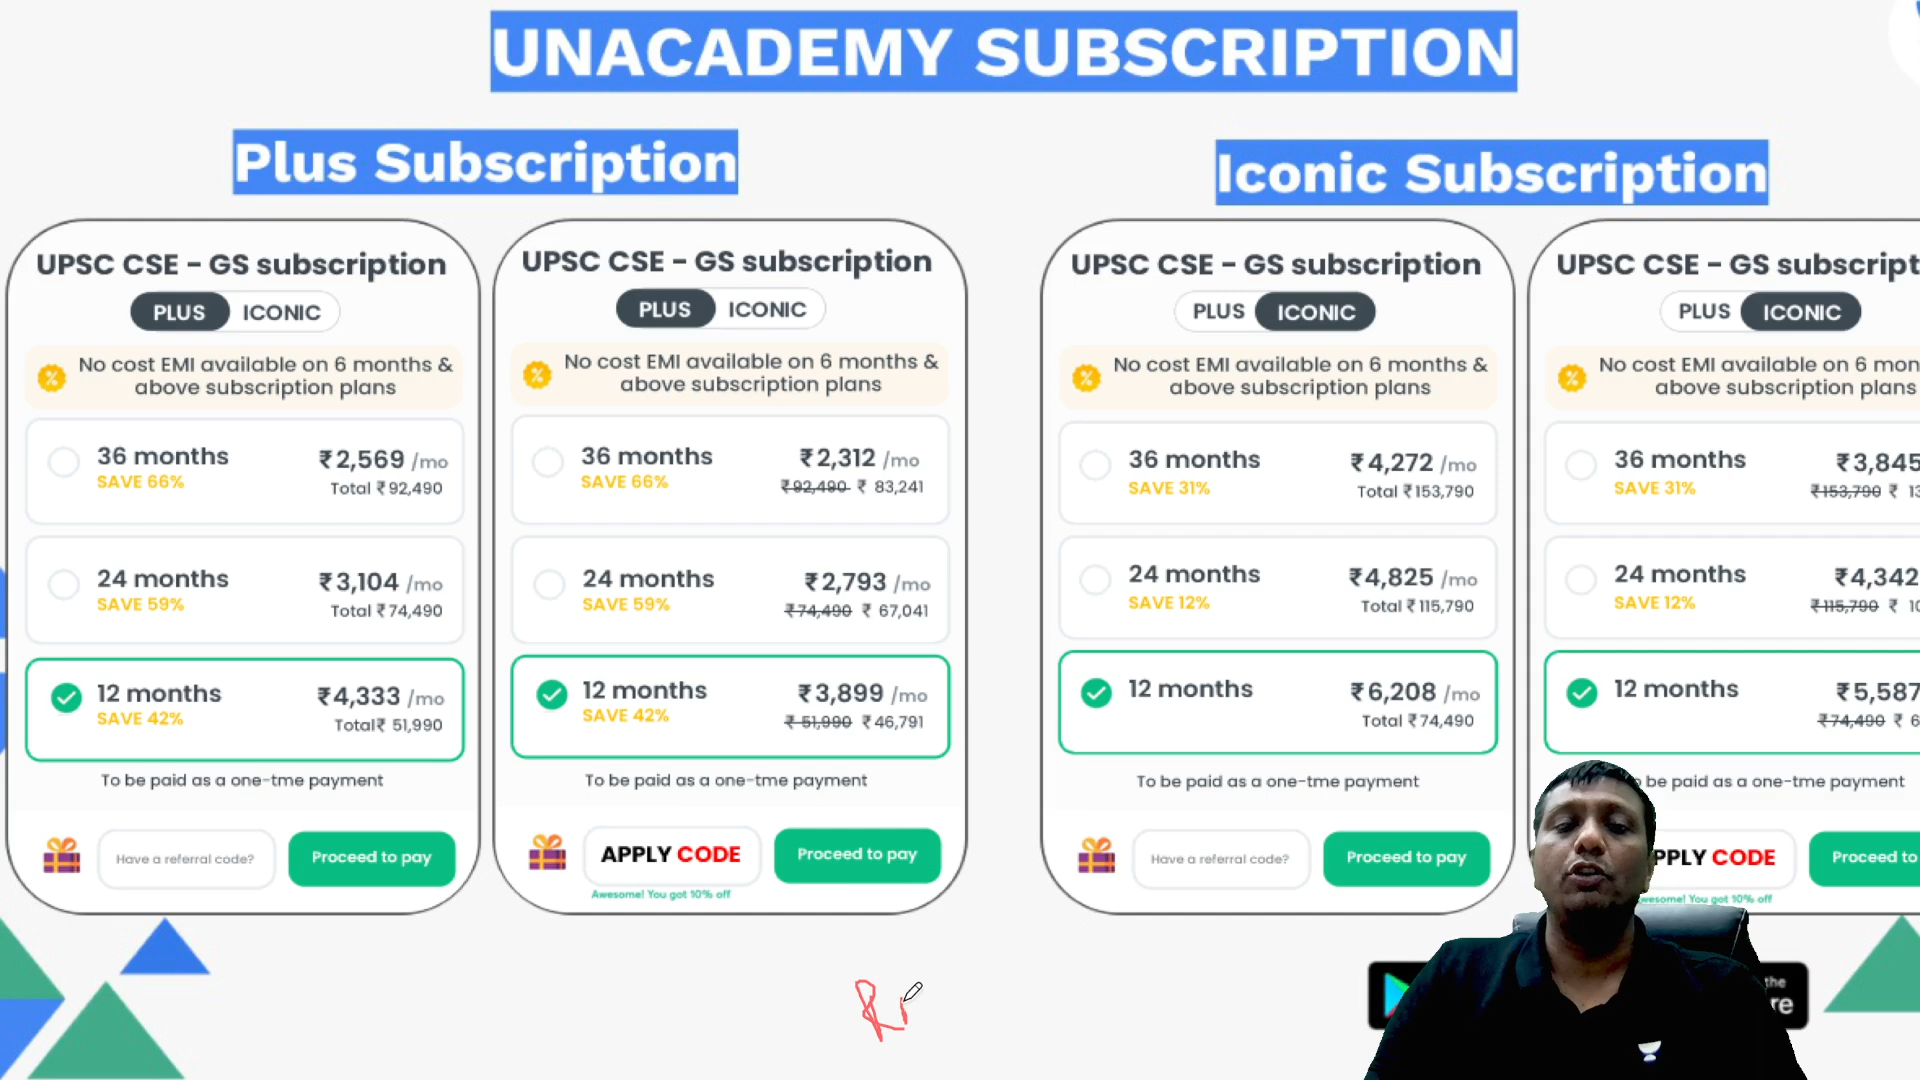 UNACADEMY SUBSCRIPTION
Plus Subscription
Iconic Subscription
UPSC CSE - GS subscription
PLUS ICONIC
No cost EMI available on 6 months &
above subscription plans
36 months ₹2,569 /mo
SAVE 66% Total ₹92,490
24 months ₹3,104 /mo
SAVE 59% Total ₹74,490
12 months ₹4,333 /mo
SAVE 42% Total₹ 51,990
To be paid as a one-tme payment
Have a referral code? Proceed to pay
UPSC CSE - GS subscription
PLUS ICONIC
No cost EMI available on 6 months &
above subscription plans
36 months ₹2,312 /mo
SAVE 66% ₹92,490 ₹ 83,241
24 months ₹2,793 /mo
SAVE 59% ₹74,490 ₹ 67,041
12 months ₹3,899 /mo
SAVE 42% ₹ 51,990 ₹46,791
To be paid as a one-tme payment
APPLY CODE Proceed to pay
Awesome! You got 10% off
UPSC CSE - GS subscription
PLUS ICONIC
No cost EMI available on 6 months &
above subscription plans
36 months ₹4,272 /mo
SAVE 31% Total ₹153,790
24 months ₹4,825 /mo
SAVE 12% Total ₹115,790
12 months ₹6,208 /mo
Total ₹74,490
To be paid as a one-tme payment
Have a referral code? Proceed to pay
UPSC CSE - GS subscript
PLUS ICONIC
No cost EMI available on 6 mon
above subscription plans
36 months ₹3,845
SAVE 31% ₹153,790 ₹ 13
24 months ₹4,342
SAVE 12% ₹115,790 ₹ 10
12 months ₹5,587
₹74,490 ₹ 6
be paid as a one-tme payment
PPLY CODE Proceed to
wesome! You got 10% off
the
re